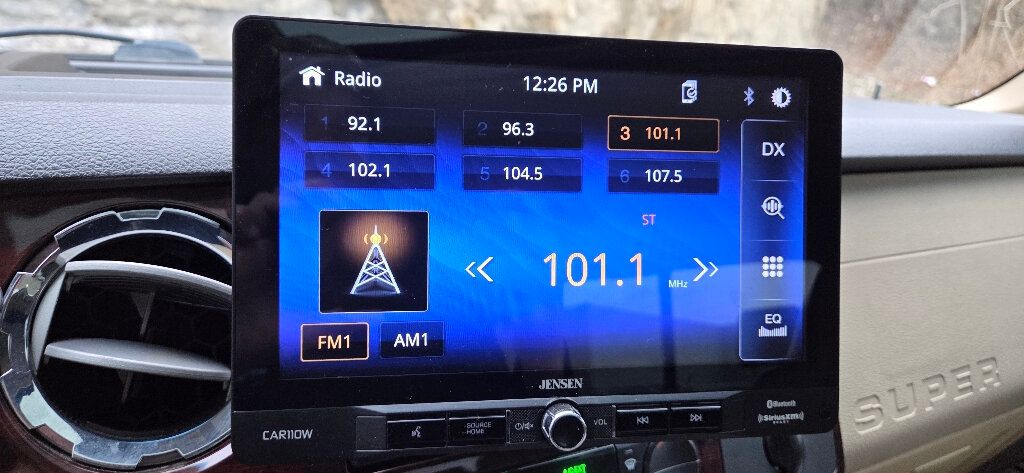 Radio 12:26 PM
1 92.1 2 96.3 3 101.1
4 102.1 5 104.5 6 107.5
DX
ST
101.1 MHz
EQ
FM1 AM1
JENSEN
CAR110W
SOURCE
HOME
VOL
Bluetooth
SiriusXM
READY
SUPER